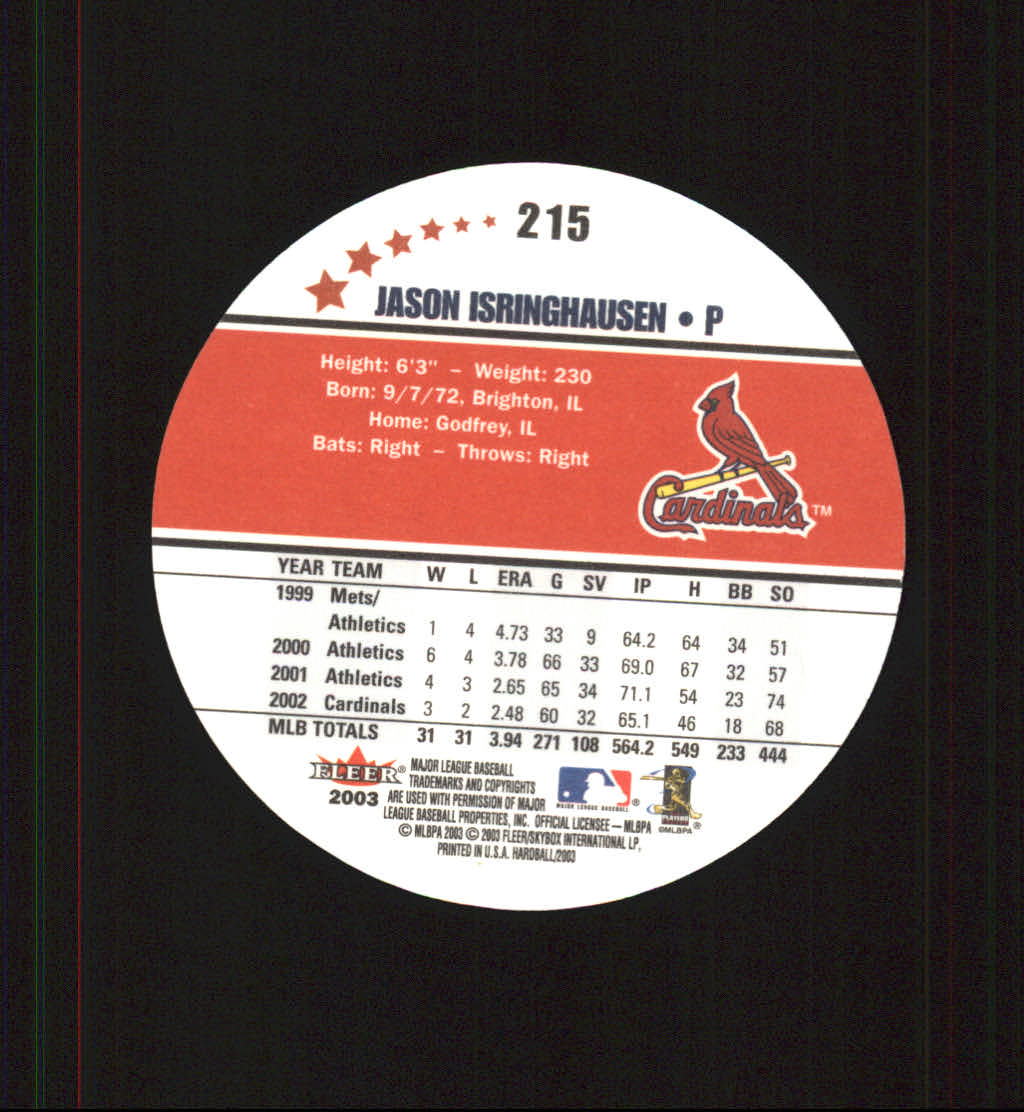 215
JASON ISRINGHAUSEN • P
Height: 6'3" – Weight: 230
Born: 9/7/72, Brighton, IL
Home: Godfrey, IL
Bats: Right – Throws: Right
Cardinals TM
YEAR TEAM W L ERA G SV IP H BB SO
1999 Mets/
Athletics 1 4 4.73 33 9 64.2 64 34 51
2000 Athletics 6 4 3.78 66 33 69.0 67 32 57
2001 Athletics 4 3 2.65 65 34 71.1 54 23 74
2002 Cardinals 3 2 2.48 60 32 65.1 46 18 68
MLB TOTALS 31 31 3.94 271 108 564.2 549 233 444
FLEER®
2003
MAJOR LEAGUE BASEBALL
TRADEMARKS AND COPYRIGHTS
ARE USED WITH PERMISSION OF MAJOR
LEAGUE BASEBALL PROPERTIES, INC. OFFICIAL LICENSEE — MLBPA
© MLBPA 2003 © 2003 FLEER/SKYBOX INTERNATIONAL LP,
PRINTED IN U.S.A. HARDBALL/2003
MAJOR LEAGUE BASEBALL ®
PLAYERS
©MLBPA ®